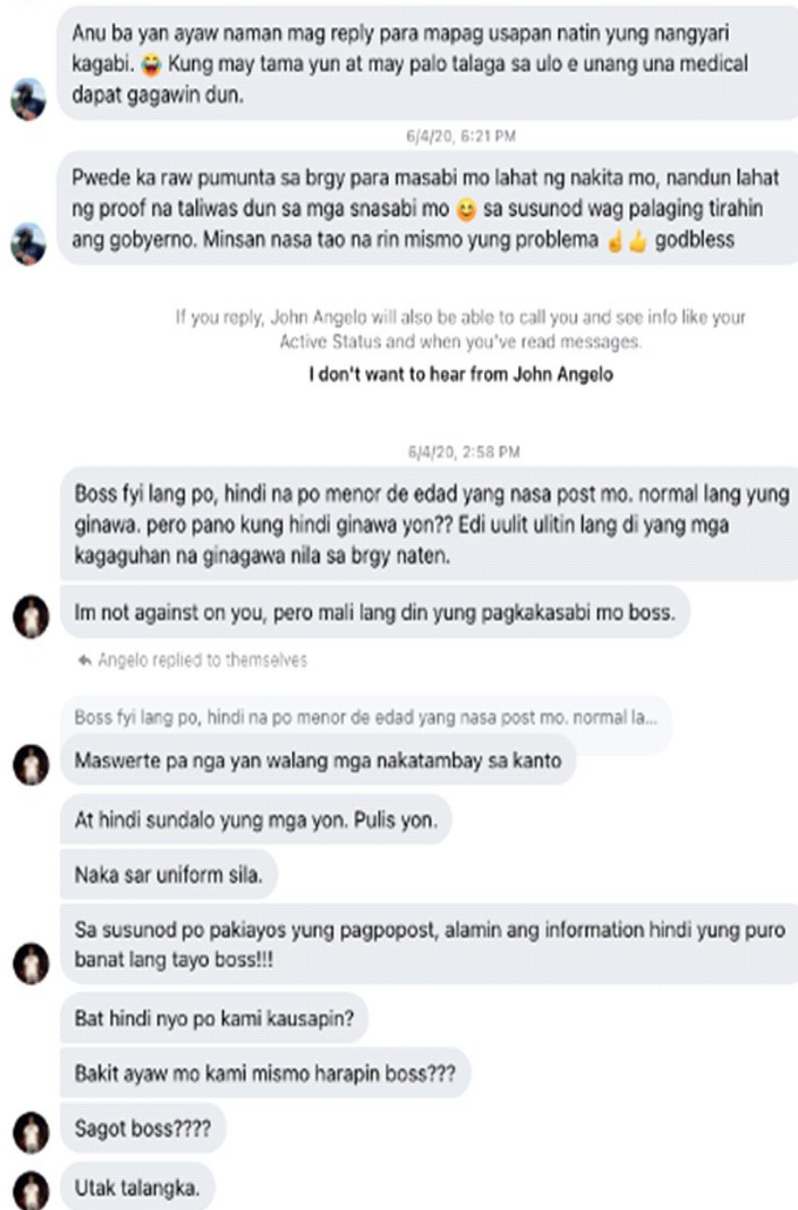 Anu ba yan ayaw naman mag reply para mapag usapan natin yung nangyari
kagabi. 😂 Kung may tama yun at may palo talaga sa ulo e unang una medical
dapat gagawin dun.
6/4/20, 6:21 PM
Pwede ka raw pumunta sa brgy para masabi mo lahat ng nakita mo, nandun lahat
ng proof na taliwas dun sa mga snasabi mo 😊 sa susunod wag palaging tirahin
ang gobyerno. Minsan nasa tao na rin mismo yung problema ☝️👍 godbless
If you reply, John Angelo will also be able to call you and see info like your
Active Status and when you've read messages.
I don't want to hear from John Angelo
6/4/20, 2:58 PM
Boss fyi lang po, hindi na po menor de edad yang nasa post mo. normal lang yung
ginawa. pero pano kung hindi ginawa yon?? Edi uulit ulitin lang di yang mga
kagaguhan na ginagawa nila sa brgy naten.
Im not against on you, pero mali lang din yung pagkakasabi mo boss.
Angelo replied to themselves
Boss fyi lang po, hindi na po menor de edad yang nasa post mo. normal la...
Maswerte pa nga yan walang mga nakatambay sa kanto
At hindi sundalo yung mga yon. Pulis yon.
Naka sar uniform sila.
Sa susunod po pakiayos yung pagpopost, alamin ang information hindi yung puro
banat lang tayo boss!!!
Bat hindi nyo po kami kausapin?
Bakit ayaw mo kami mismo harapin boss???
Sagot boss????
Utak talangka.